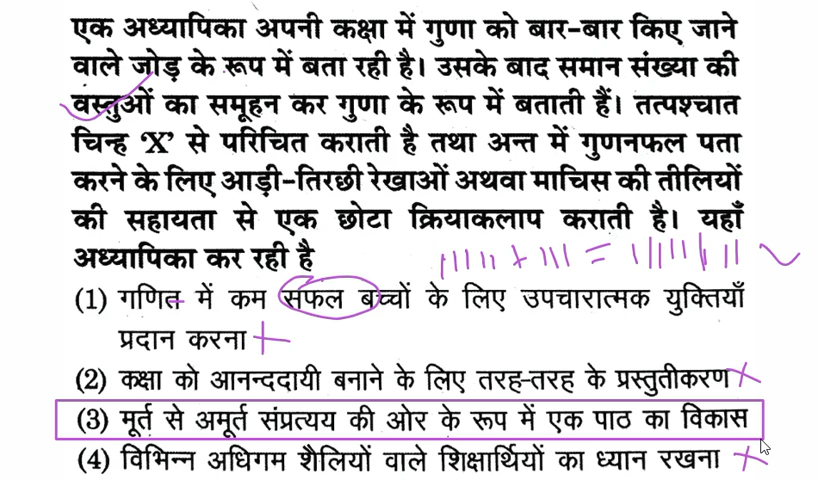 एक अध्यापिका अपनी कक्षा में गुणा को बार-बार किए जाने
वाले जोड़ के रूप में बता रही है। उसके बाद समान संख्या की
वस्तुओं का समूहन कर गुणा के रूप में बताती हैं। तत्पश्चात
चिन्ह 'X' से परिचित कराती है तथा अन्त में गुणनफल पता
करने के लिए आड़ी-तिरछी रेखाओं अथवा माचिस की तीलियों
की सहायता से एक छोटा क्रियाकलाप कराती है। यहाँ
अध्यापिका कर रही है
(1) गणित में कम सफल बच्चों के लिए उपचारात्मक युक्तियाँ
प्रदान करना
(2) कक्षा को आनन्ददायी बनाने के लिए तरह-तरह के प्रस्तुतीकरण
(3) मूर्त से अमूर्त संप्रत्यय की ओर के रूप में एक पाठ का विकास
(4) विभिन्न अधिगम शैलियों वाले शिक्षार्थियों का ध्यान रखना